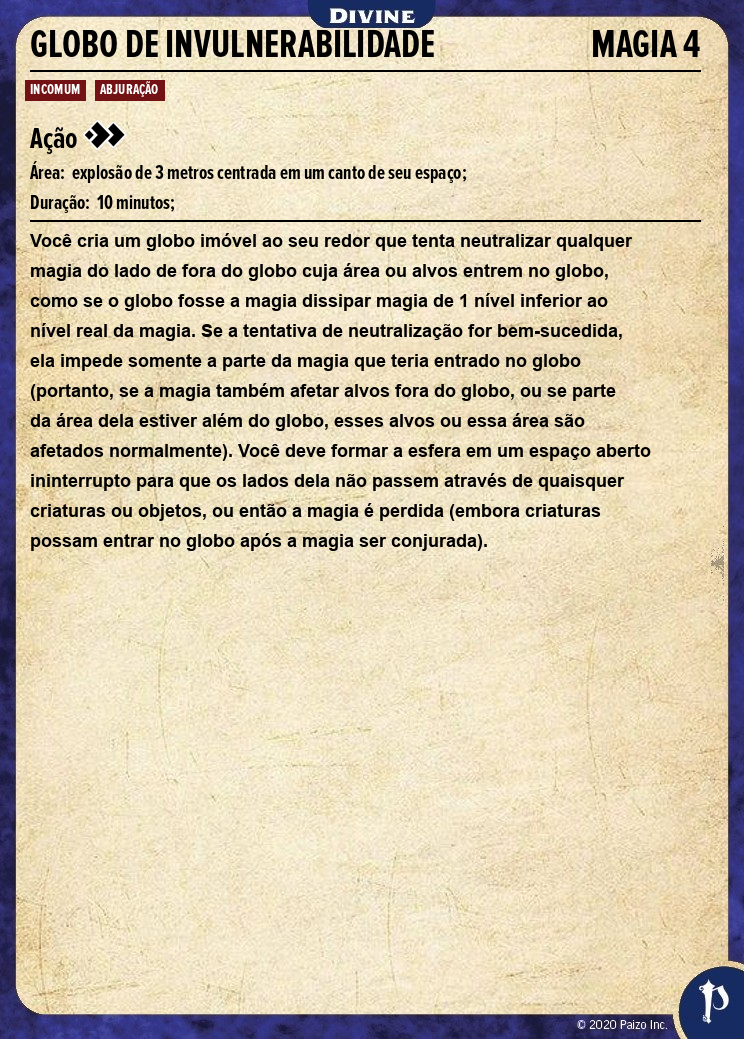 DIVINE
GLOBO DE INVULNERABILIDADE MAGIA 4
INCOMUM ABJURAÇÃO
Ação
Área: explosão de 3 metros centrada em um canto de seu espaço;
Duração: 10 minutos;
Você cria um globo imóvel ao seu redor que tenta neutralizar qualquer
magia do lado de fora do globo cuja área ou alvos entrem no globo,
como se o globo fosse a magia dissipar magia de 1 nível inferior ao
nível real da magia. Se a tentativa de neutralização for bem-sucedida,
ela impede somente a parte da magia que teria entrado no globo
(portanto, se a magia também afetar alvos fora do globo, ou se parte
da área dela estiver além do globo, esses alvos ou essa área são
afetados normalmente). Você deve formar a esfera em um espaço aberto
ininterrupto para que os lados dela não passem através de quaisquer
criaturas ou objetos, ou então a magia é perdida (embora criaturas
possam entrar no globo após a magia ser conjurada).
© 2020 Paizo Inc.